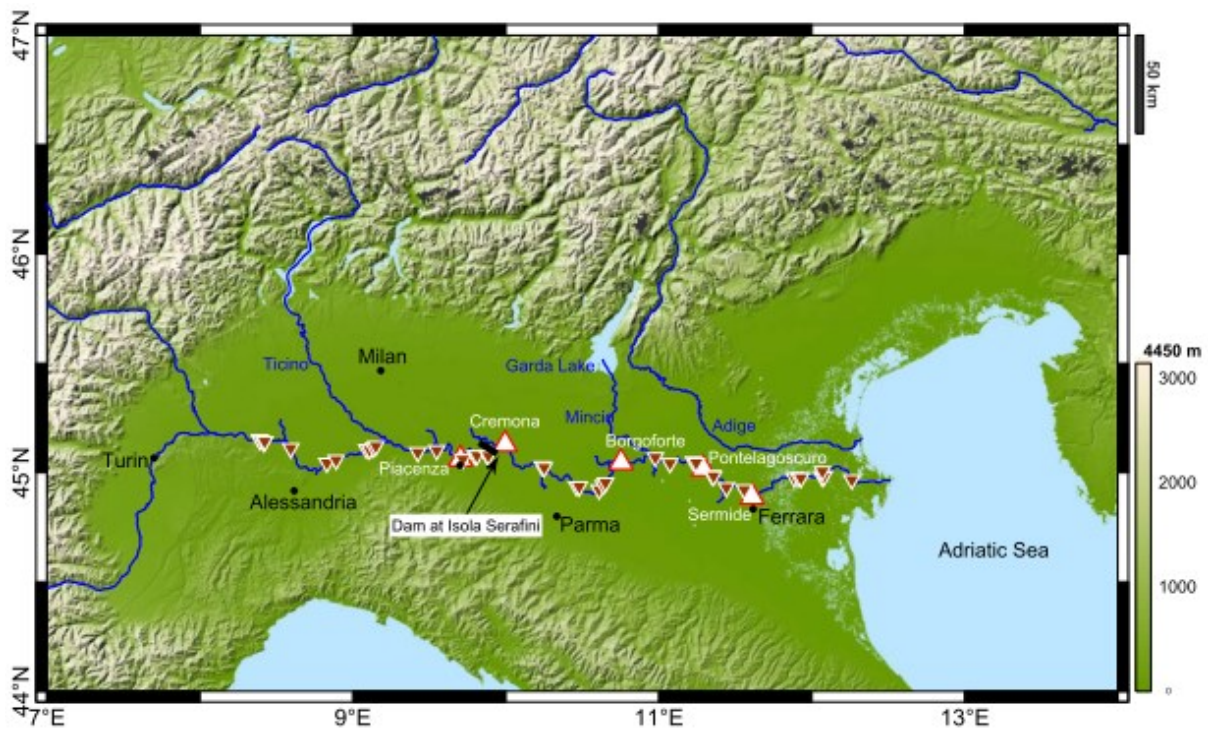 47°N
50 km
46°N
4450 m
3000
Ticino
Milan
Garda Lake
Cremona
Mincio
Adige
Borgoforte
45°N
Turin
Piacenza
Pontelagoscuro
2000
Alessandria
Dam at Isola Serafini
Parma
Sermide
Ferrara
Adriatic Sea
1000
44°N
0
7°E
9°E
11°E
13°E